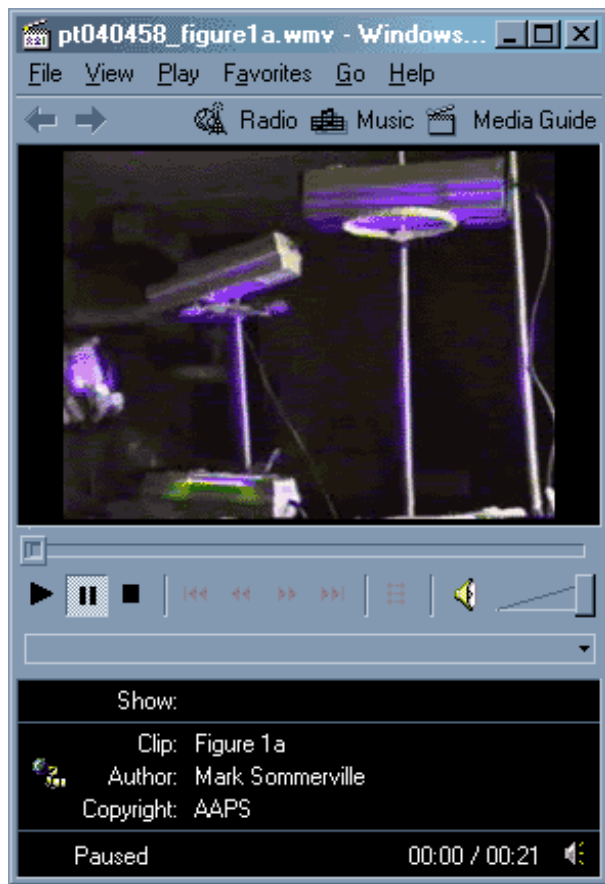 pt040458_figure1a.wmv - Windows...
File View Play Favorites Go Help
Radio Music Media Guide
Show:
Clip: Figure 1a
Author: Mark Sommerville
Copyright: AAPS
Paused 00:00 / 00:21